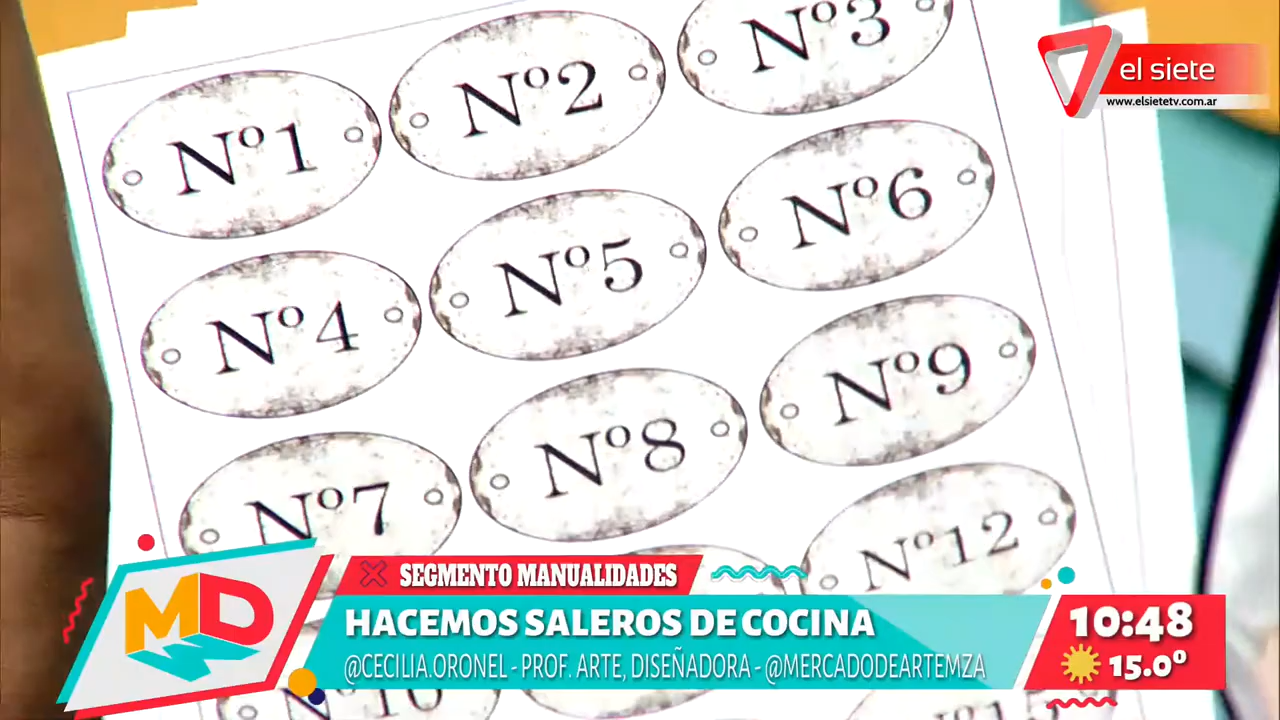 Nº1
Nº2
Nº3
Nº4
Nº5
Nº6
Nº7
Nº8
Nº9
Nº12
Nº10
el siete
www.elsietetv.com.ar
MD
SEGMENTO MANUALIDADES
HACEMOS SALEROS DE COCINA
@CECILIA.ORONEL - PROF. ARTE, DISEÑADORA - @MERCADODEARTEMZA
10:48
15.0º